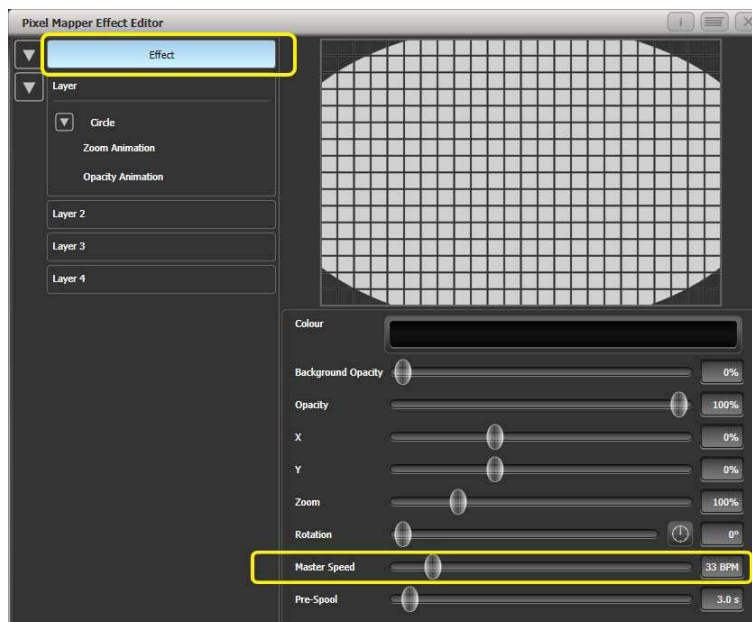 Pixel Mapper Effect Editor
Effect
Layer
Circle
Zoom Animation
Opacity Animation
Layer 2
Layer 3
Layer 4
Colour
Background Opacity 0%
Opacity 100%
X 0%
Y 0%
Zoom 100%
Rotation 0°
Master Speed 33 BPM
Pre-Spool 3.0 s